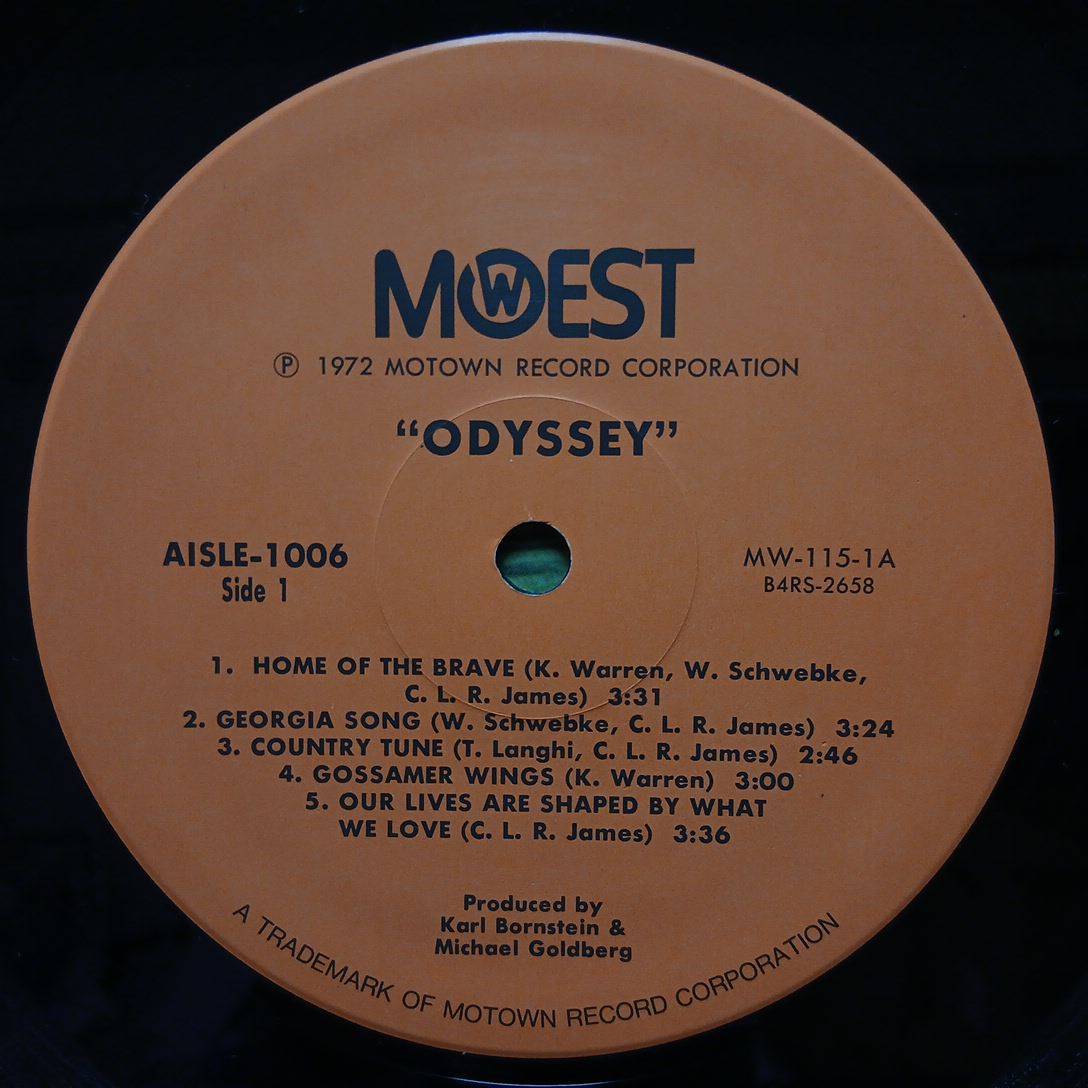 MOWEST
℗ 1972 MOTOWN RECORD CORPORATION
“ODYSSEY”
AISLE-1006
Side 1
MW-115-1A
B4RS-2658
1. HOME OF THE BRAVE (K. Warren, W. Schwebke,
C. L. R. James) 3:31
2. GEORGIA SONG (W. Schwebke, C. L. R. James) 3:24
3. COUNTRY TUNE (T. Langhi, C. L. R. James) 2:46
4. GOSSAMER WINGS (K. Warren) 3:00
5. OUR LIVES ARE SHAPED BY WHAT
WE LOVE (C. L. R. James) 3:36
Produced by
Karl Bornstein &
Michael Goldberg
A TRADEMARK OF MOTOWN RECORD CORPORATION